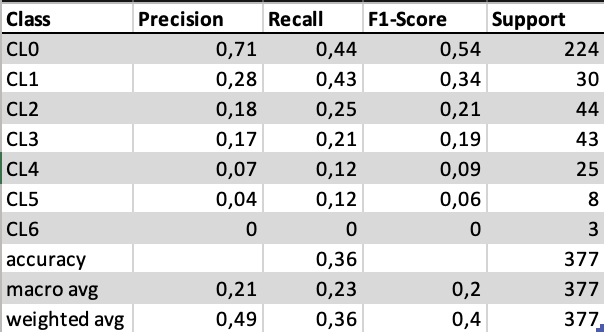 Class Precision Recall F1-Score Support
CL0 0,71 0,44 0,54 224
CL1 0,28 0,43 0,34 30
CL2 0,18 0,25 0,21 44
CL3 0,17 0,21 0,19 43
CL4 0,07 0,12 0,09 25
CL5 0,04 0,12 0,06 8
CL6 0 0 0 3
accuracy 0,36 377
macro avg 0,21 0,23 0,2 377
weighted avg 0,49 0,36 0,4 377